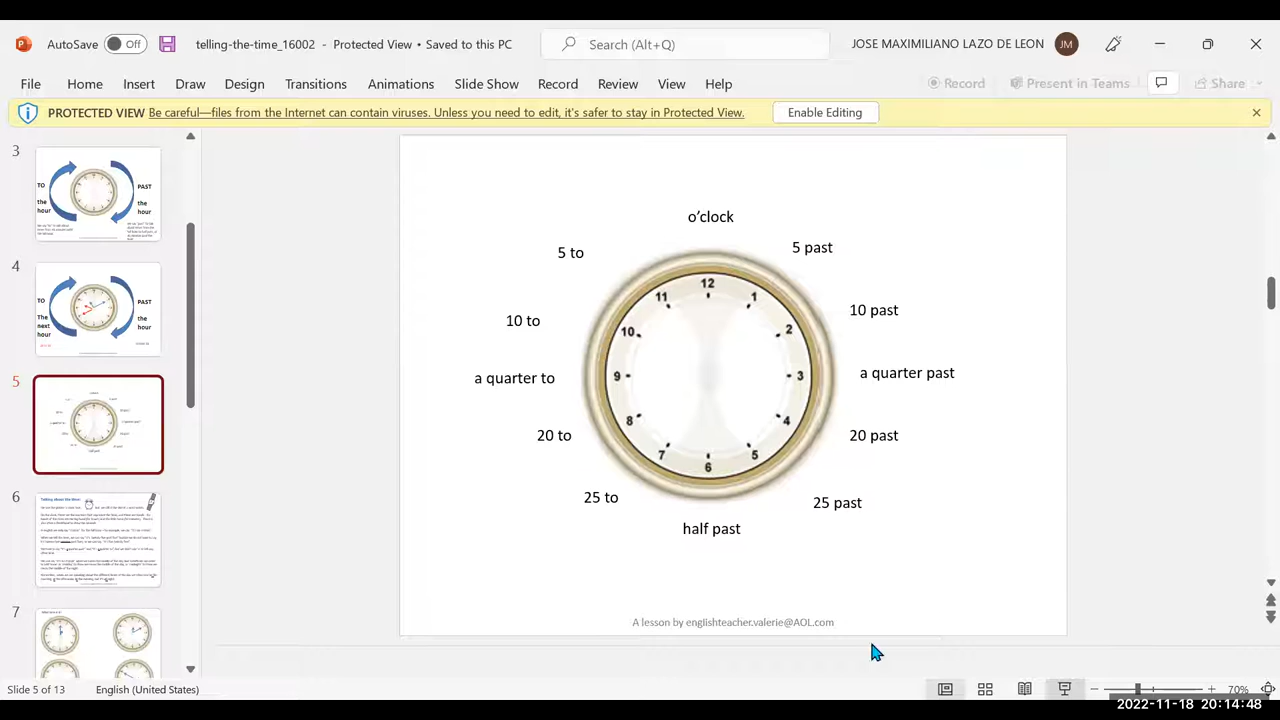 AutoSave Off telling-the-time_16002 - Protected View • Saved to this PC Search (Alt+Q) JOSE MAXIMILIANO LAZO DE LEON JM
File Home Insert Draw Design Transitions Animations Slide Show Record Review View Help Record Present in Teams Share
PROTECTED VIEW Be careful—files from the Internet can contain viruses. Unless you need to edit, it's safer to stay in Protected View. Enable Editing
3
TO
the
hour
PAST
the
hour
4
TO
The
next
hour
PAST
the
hour
5
6
Talking about the time:
7
o'clock
5 to
5 past
10 to
10 past
12
11
1
10
2
9
3
8
4
7
5
6
a quarter to
a quarter past
20 to
20 past
25 to
25 past
half past
A lesson by englishteacher.valerie@AOL.com
Slide 5 of 13 English (United States) 70%
2022-11-18 20:14:48